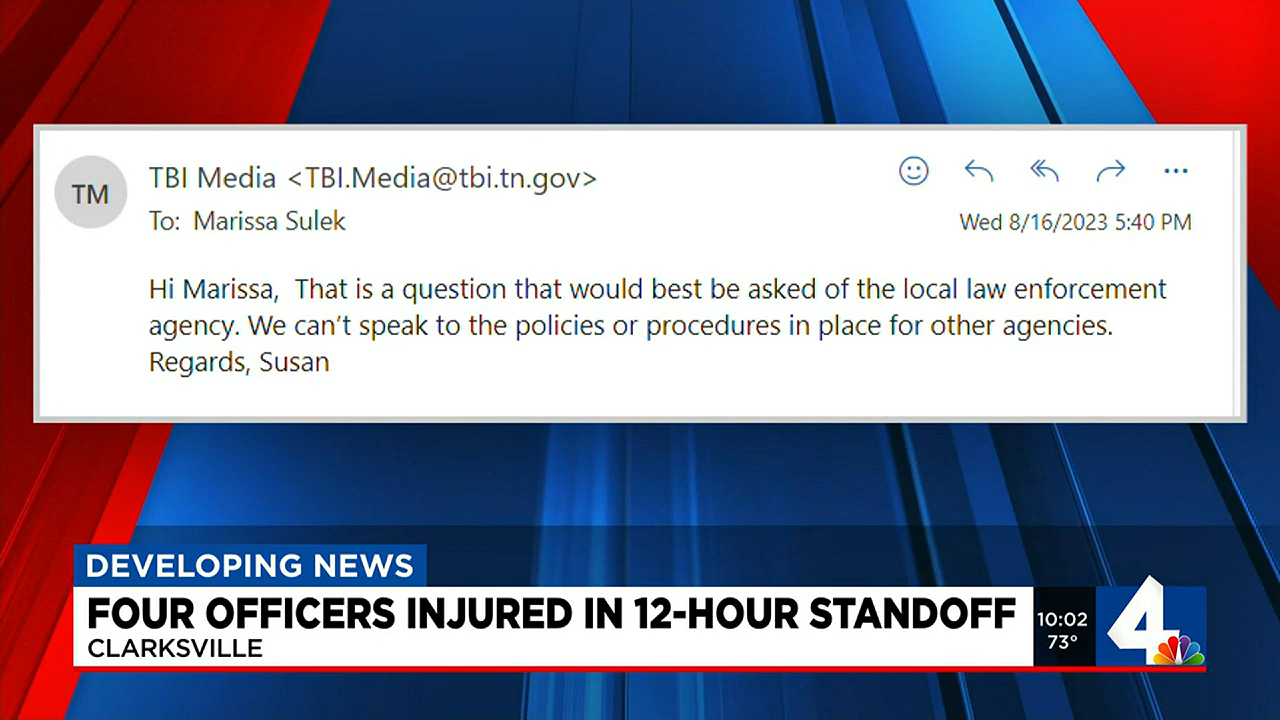 TM
TBI Media <TBI.Media@tbi.tn.gov>
To: Marissa Sulek
Wed 8/16/2023 5:40 PM
Hi Marissa,  That is a question that would best be asked of the local law enforcement
agency. We can't speak to the policies or procedures in place for other agencies.
Regards, Susan
DEVELOPING NEWS
FOUR OFFICERS INJURED IN 12-HOUR STANDOFF
CLARKSVILLE
10:02
73°
4